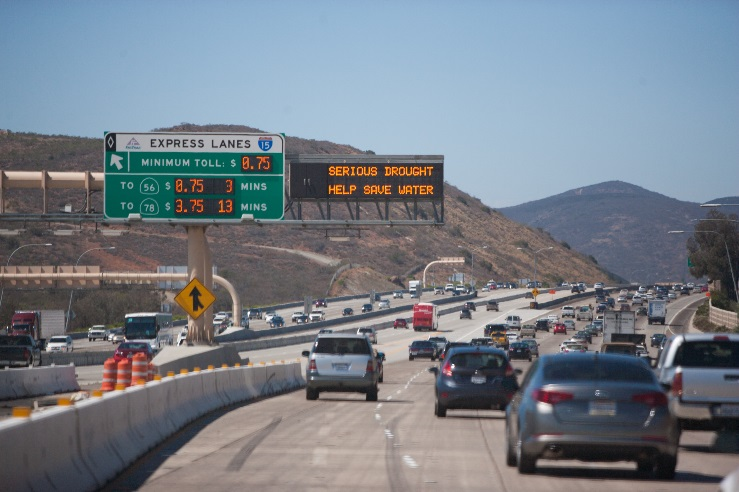 EXPRESS LANES 15
MINIMUM TOLL: $ 0.75
TO 56 $ 0.75 3 MINS
TO 78 $ 3.75 13 MINS
SERIOUS DROUGHT
HELP SAVE WATER